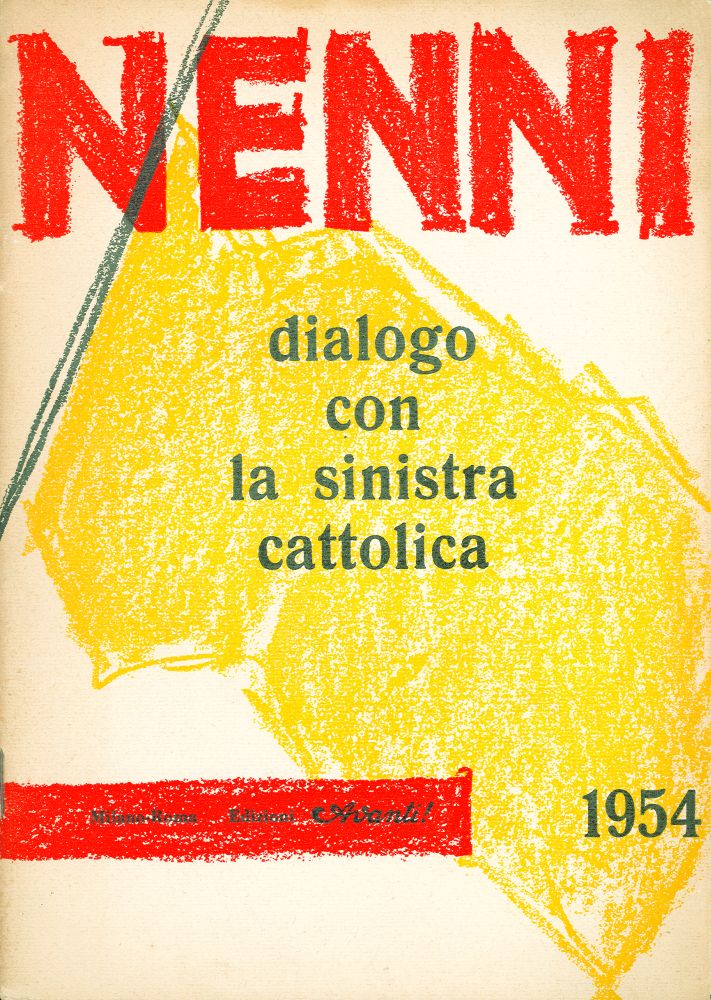 NENNI
dialogo
con
la sinistra
cattolica
1954
Milano-Roma Edizioni Avanti!